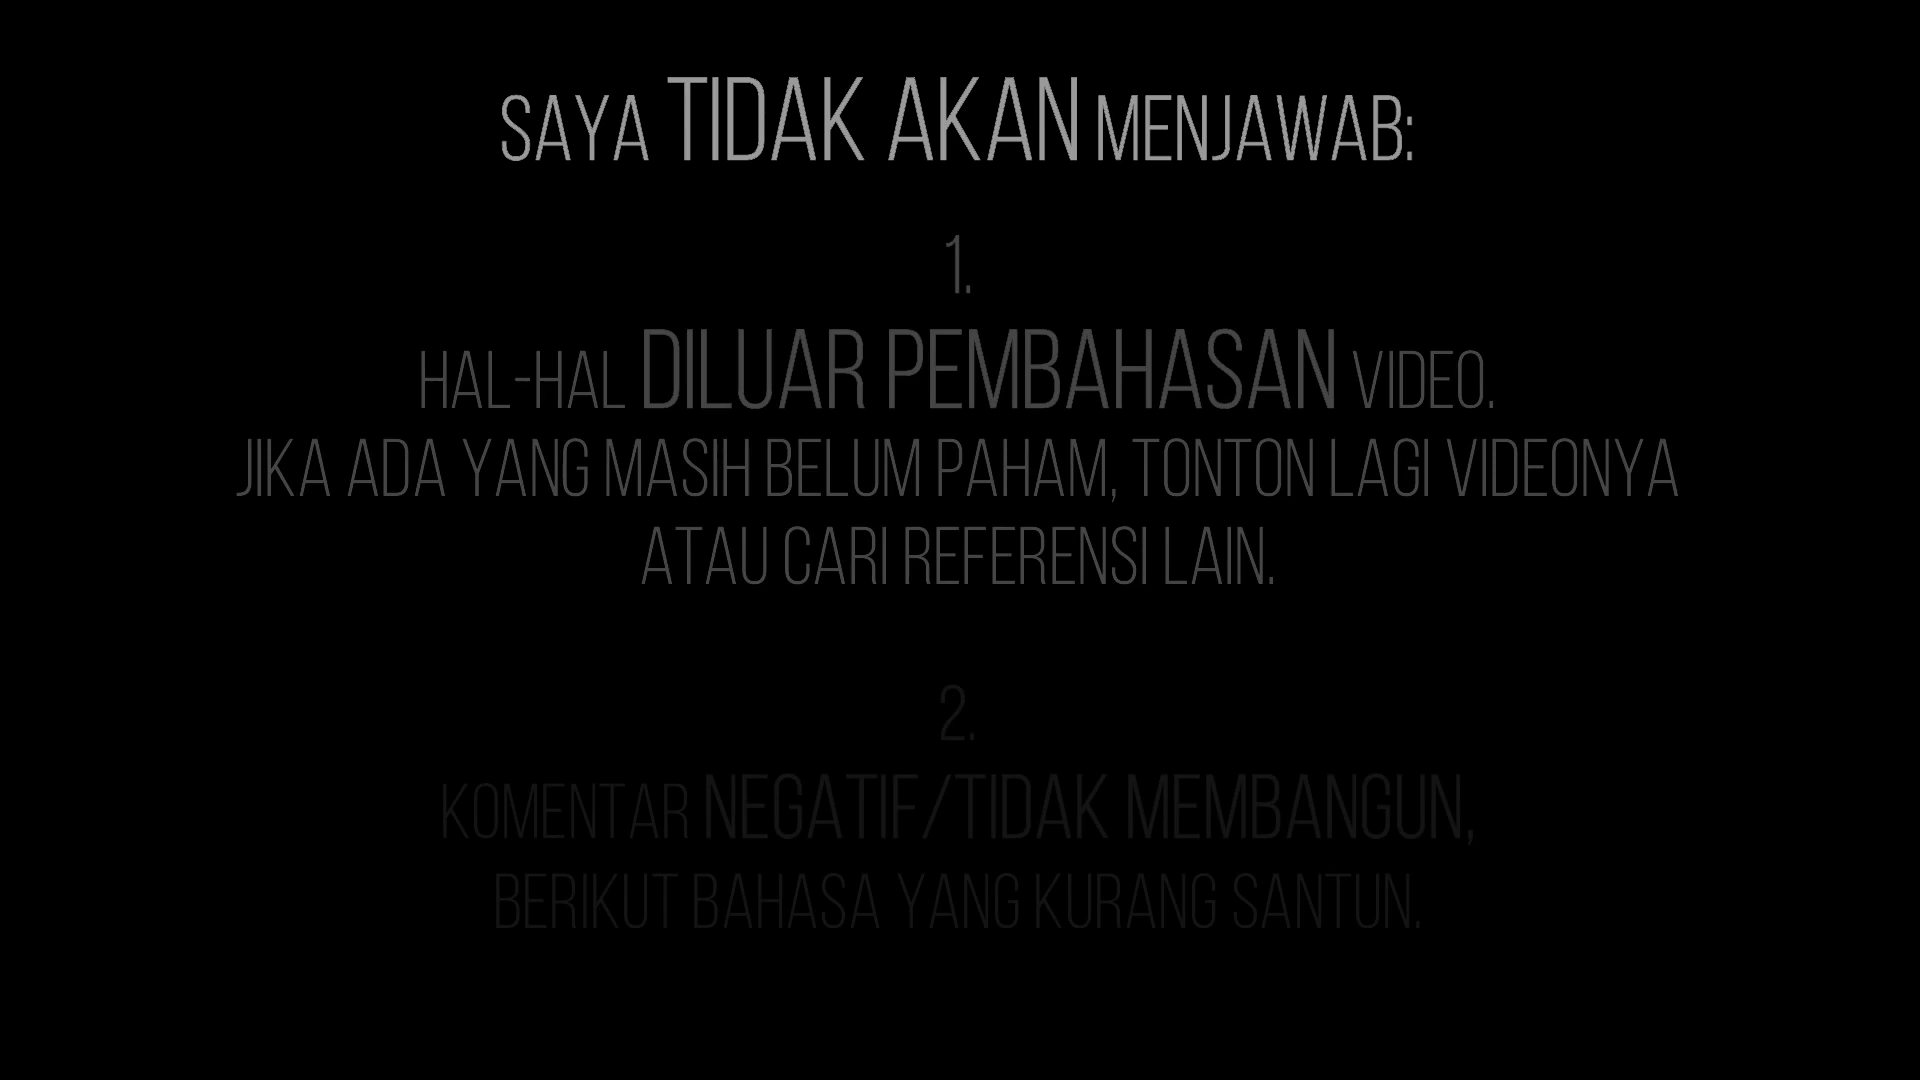 SAYA TIDAK AKAN MENJAWAB:
1.
HAL-HAL DILUAR PEMBAHASAN VIDEO.
JIKA ADA YANG MASIH BELUM PAHAM, TONTON LAGI VIDEONYA
ATAU CARI REFERENSI LAIN.
2.
KOMENTAR NEGATIF/TIDAK MEMBANGUN,
BERIKUT BAHASA YANG KURANG SANTUN.